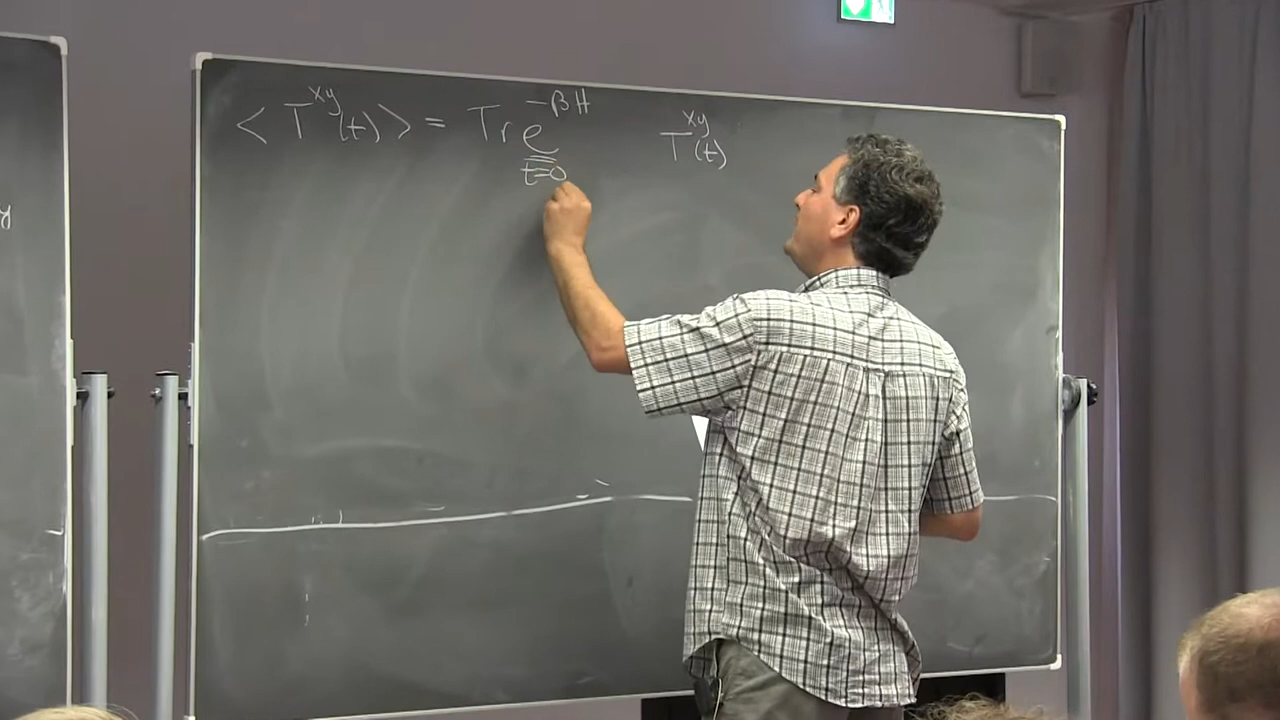 < T^{xy}(t) > = Tr e^{-βH} T^{xy}(t)
t=0